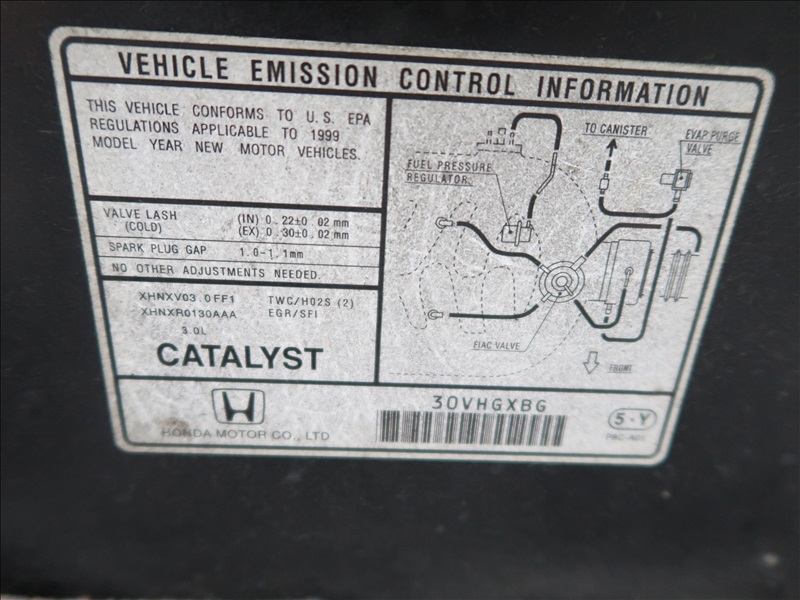 VEHICLE EMISSION CONTROL INFORMATION
THIS VEHICLE CONFORMS TO U.S. EPA
REGULATIONS APPLICABLE TO 1999
MODEL YEAR NEW MOTOR VEHICLES.
VALVE LASH (IN) 0.22±0.02 mm
(COLD) (EX) 0.30±0.02 mm
SPARK PLUG GAP 1.0-1.1mm
NO OTHER ADJUSTMENTS NEEDED.
XHNXV03.0FF1 TWC/HO2S (2)
XHNXR0130AAA EGR/SFI
3.0L
CATALYST
TO CANISTER
EVAP PURGE
VALVE
FUEL PRESSURE
REGULATOR
FIAC VALVE
FRONT
HONDA MOTOR CO., LTD
30VHGXBG
5-Y